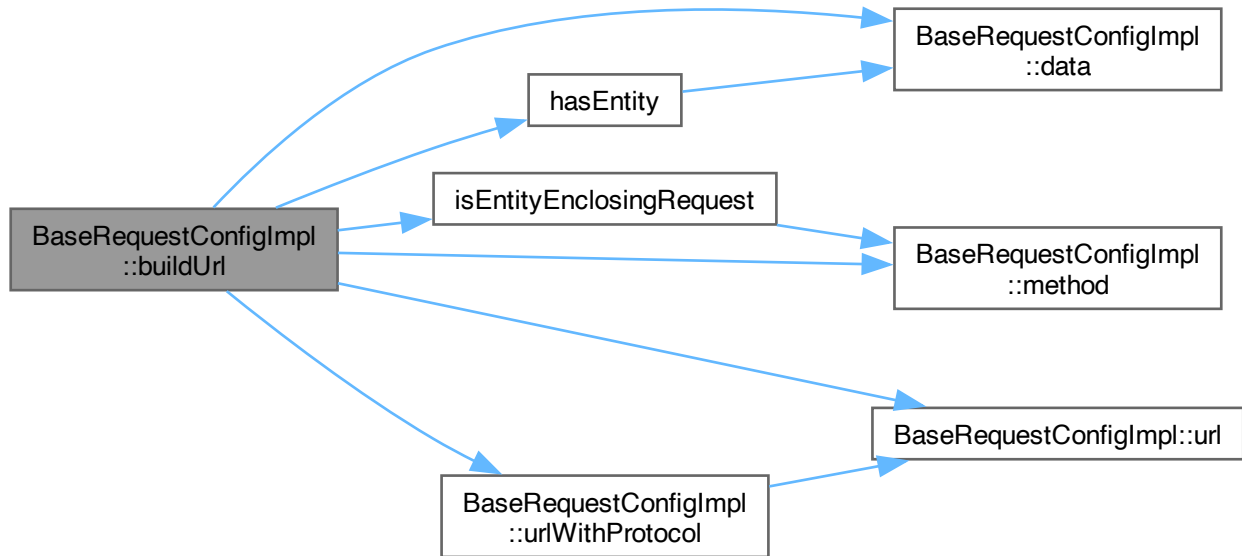 BaseRequestConfigImpl
::buildUrl
BaseRequestConfigImpl
::data
hasEntity
isEntityEnclosingRequest
BaseRequestConfigImpl
::method
BaseRequestConfigImpl::url
BaseRequestConfigImpl
::urlWithProtocol